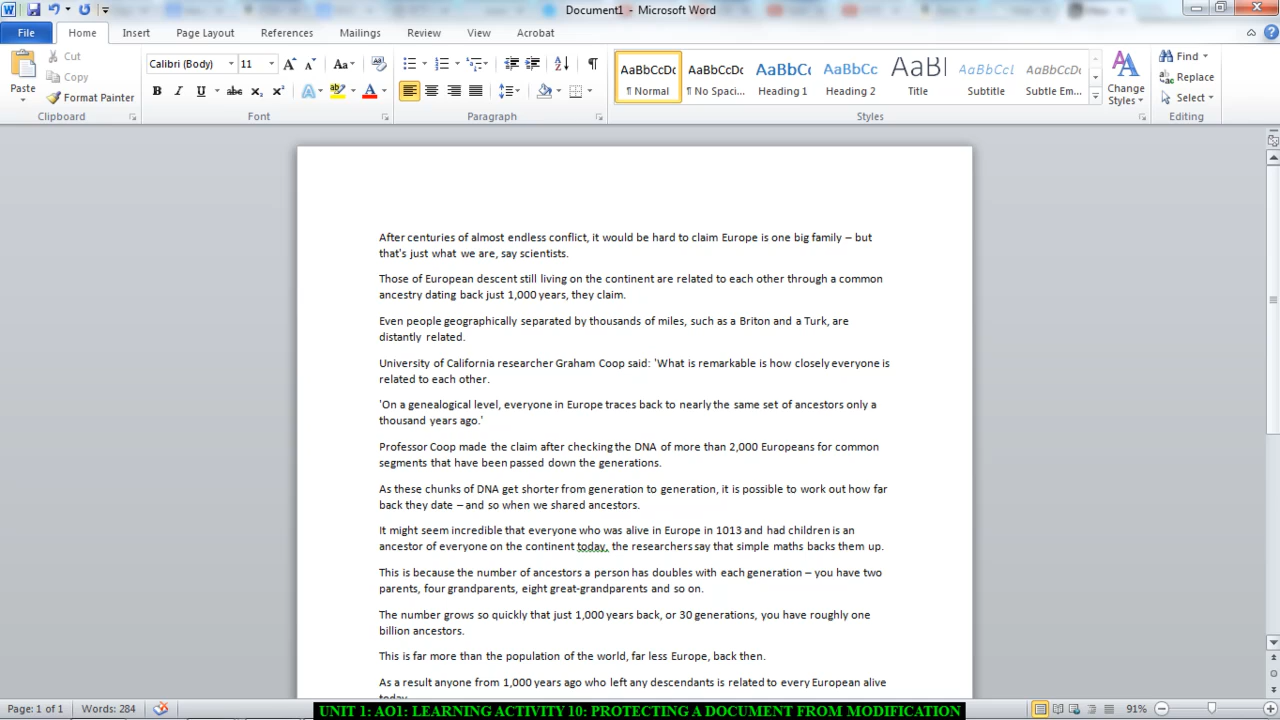 Document1 - Microsoft Word
File Home Insert Page Layout References Mailings Review View Acrobat
Paste
Cut
Copy
Format Painter
Clipboard
Calibri (Body) 11
Font
Paragraph
AaBbCcDc AaBbCcDc AaBbCc AaBbCc AaBl AaBbCcl AaBbCcDc
¶ Normal ¶ No Spaci... Heading 1 Heading 2 Title Subtitle Subtle Em...
Change Styles
Styles
Find
Replace
Select
Editing
After centuries of almost endless conflict, it would be hard to claim Europe is one big family – but
that's just what we are, say scientists.
Those of European descent still living on the continent are related to each other through a common
ancestry dating back just 1,000 years, they claim.
Even people geographically separated by thousands of miles, such as a Briton and a Turk, are
distantly related.
University of California researcher Graham Coop said: 'What is remarkable is how closely everyone is
related to each other.
'On a genealogical level, everyone in Europe traces back to nearly the same set of ancestors only a
thousand years ago.'
Professor Coop made the claim after checking the DNA of more than 2,000 Europeans for common
segments that have been passed down the generations.
As these chunks of DNA get shorter from generation to generation, it is possible to work out how far
back they date – and so when we shared ancestors.
It might seem incredible that everyone who was alive in Europe in 1013 and had children is an
ancestor of everyone on the continent today, the researchers say that simple maths backs them up.
This is because the number of ancestors a person has doubles with each generation – you have two
parents, four grandparents, eight great-grandparents and so on.
The number grows so quickly that just 1,000 years back, or 30 generations, you have roughly one
billion ancestors.
This is far more than the population of the world, far less Europe, back then.
As a result anyone from 1,000 years ago who left any descendants is related to every European alive
today.
Page: 1 of 1 Words: 284 91%
UNIT 1: AO1: LEARNING ACTIVITY 10: PROTECTING A DOCUMENT FROM MODIFICATION